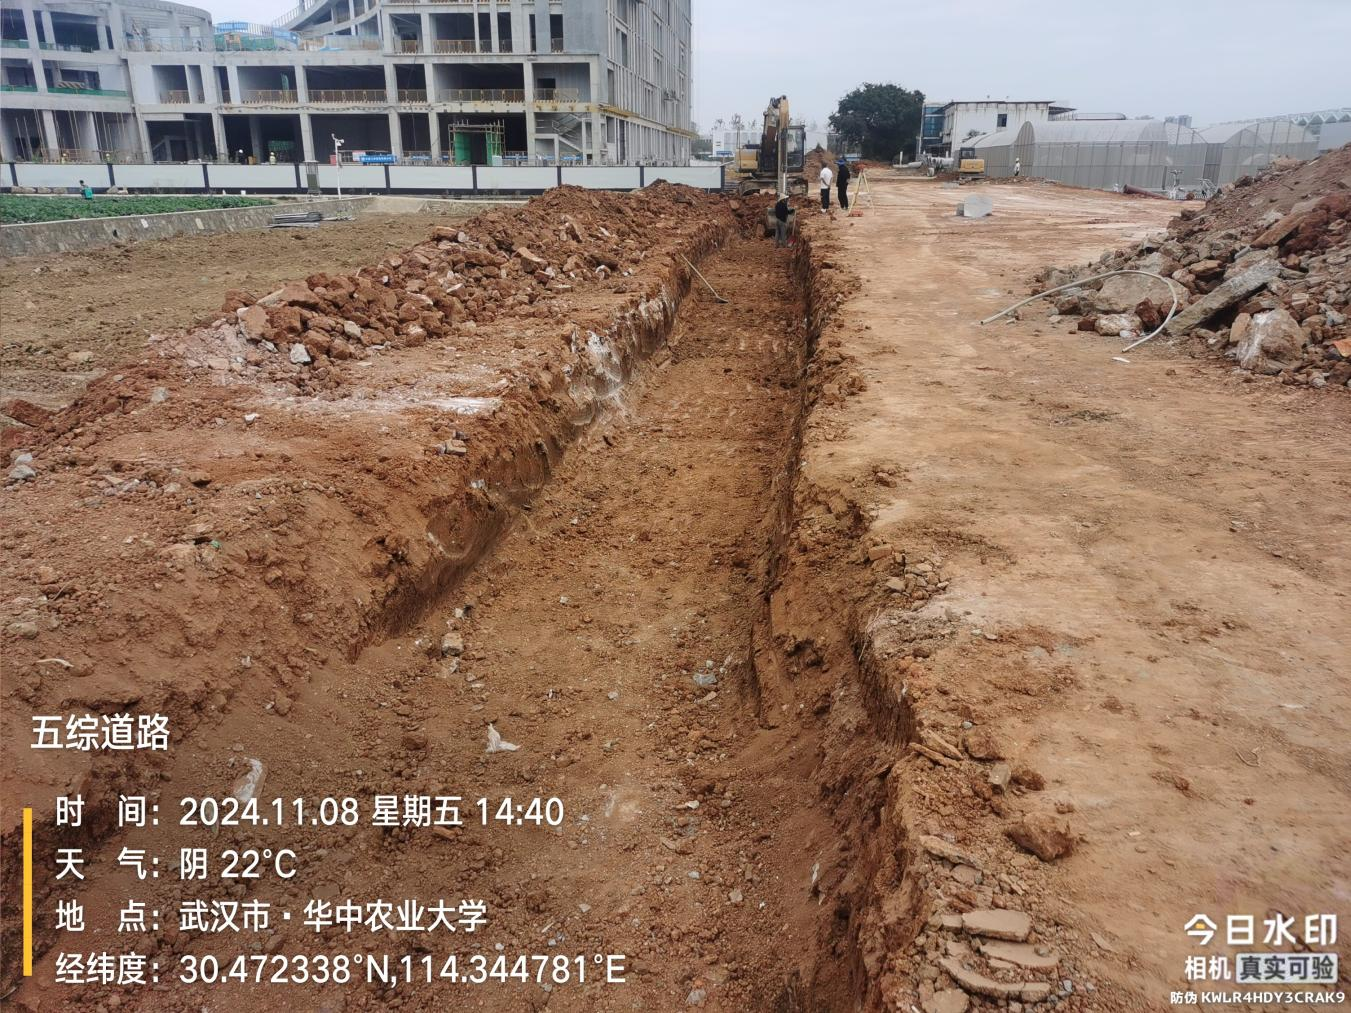 五综道路
时 间：2024.11.08 星期五 14:40
天 气：阴 22°C
地 点：武汉市·华中农业大学
经纬度：30.472338°N,114.344781°E
今日水印
相机 真实可验
防伪 KWLR4HDY3CRAK9